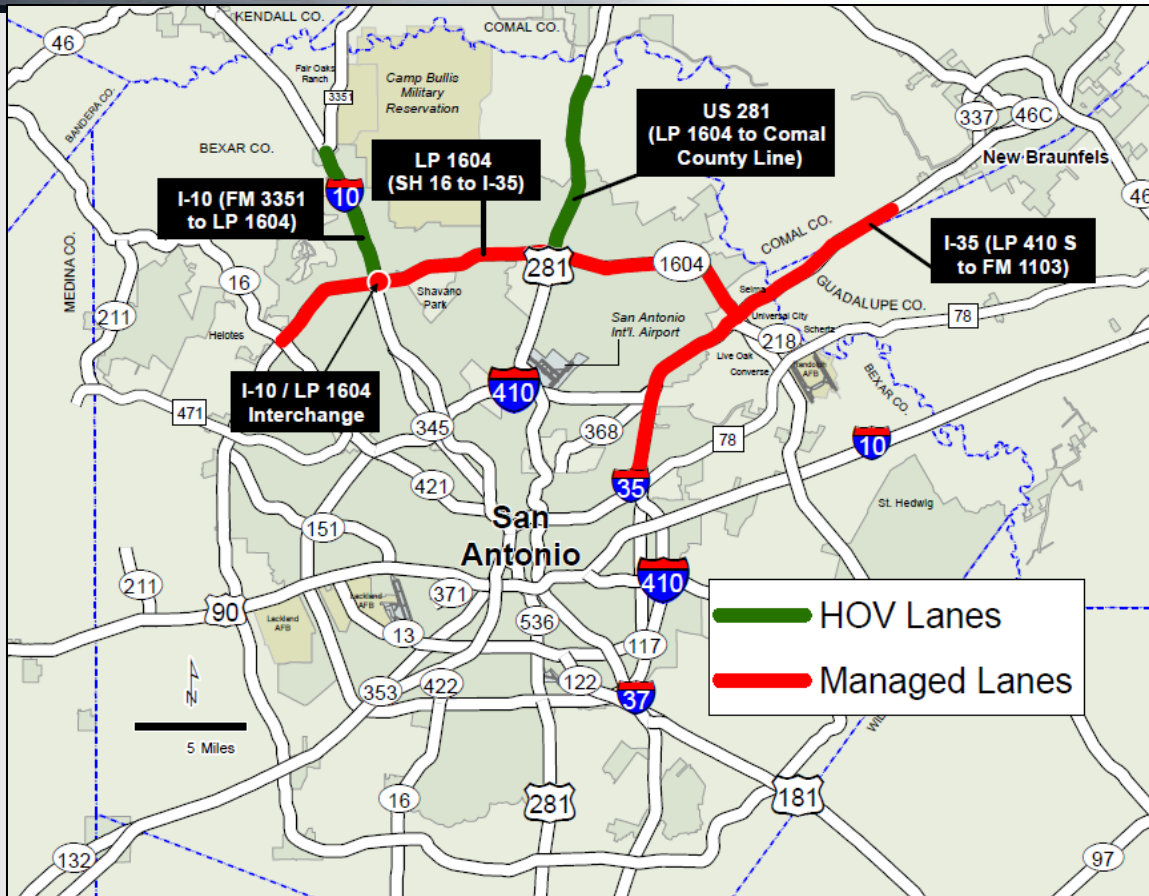 KENDALL CO.
COMAL CO.
46
Fair Oaks
Ranch
3351
Camp Bullis
Military
Reservation
BANDERA CO.
BEXAR CO.
US 281
(LP 1604 to Comal
County Line)
337
46C
New Braunfels
46
LP 1604
(SH 16 to I-35)
I-10 (FM 3351
to LP 1604)
10
MEDINA CO.
16
211
281
1604
COMAL CO.
I-35 (LP 410 S
to FM 1103)
GUADALUPE CO.
78
Shavano
Park
Selma
Universal City
Schertz
218
San Antonio
Int'l. Airport
Helotes
Live Oak
Converse
Randolph
AFB
BEXAR CO.
I-10 / LP 1604
Interchange
410
471
345
368
78
10
421
35
St. Hedwig
San
Antonio
151
211
90
Lackland
AFB
Lackland
AFB
371
13
536
410
117
HOV Lanes
Managed Lanes
N
5 Miles
353
422
122
37
16
281
181
132
97